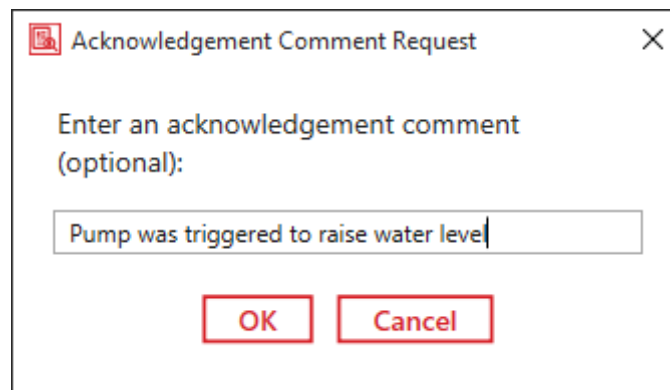 Acknowledgement Comment Request
Enter an acknowledgement comment
(optional):
Pump was triggered to raise water level
OK Cancel